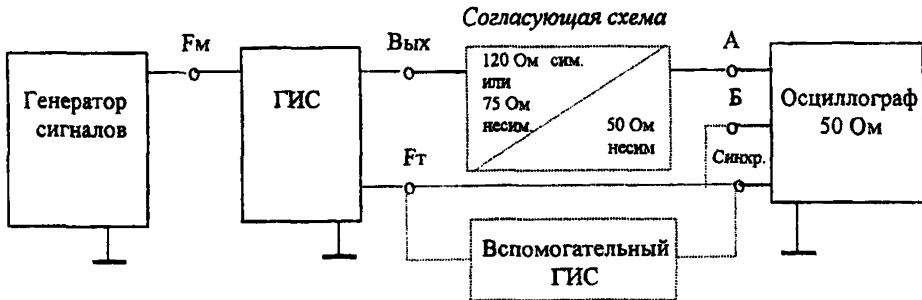 Согласующая схема
Fм
Вых
А
Генератор
сигналов
ГИС
120 Ом сим.
или
75 Ом
несим.
50 Ом
несим
Б
Осциллограф
50 Ом
Fт
Синхр.
Вспомогательный
ГИС